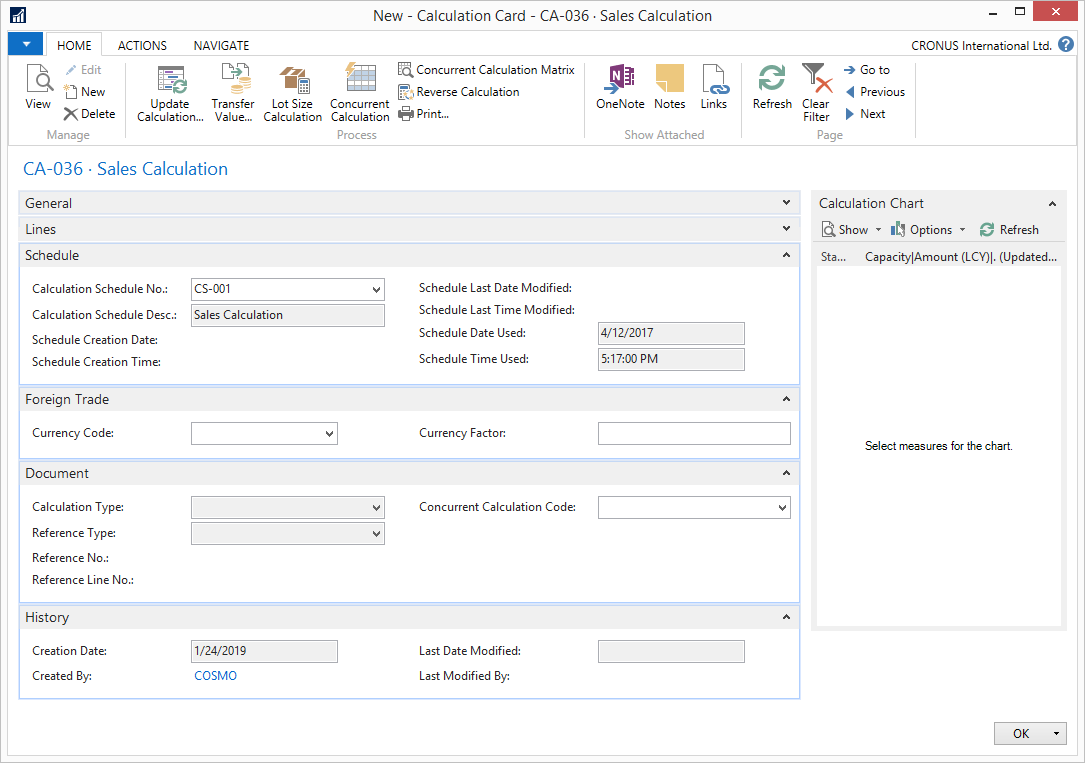 New - Calculation Card - CA-036 · Sales Calculation
HOME ACTIONS NAVIGATE CRONUS International Ltd. ?
View
Edit
New
Delete
Manage
Update Calculation...
Transfer Value...
Lot Size Calculation
Concurrent Calculation
Concurrent Calculation Matrix
Reverse Calculation
Print...
Process
OneNote
Notes
Links
Show Attached
Refresh
Clear Filter
Go to
Previous
Next
Page
CA-036 · Sales Calculation
General
Lines
Schedule
Calculation Schedule No.: CS-001
Calculation Schedule Desc.: Sales Calculation
Schedule Creation Date:
Schedule Creation Time:
Schedule Last Date Modified:
Schedule Last Time Modified:
Schedule Date Used: 4/12/2017
Schedule Time Used: 5:17:00 PM
Foreign Trade
Currency Code:
Currency Factor:
Document
Calculation Type:
Reference Type:
Reference No.:
Reference Line No.:
Concurrent Calculation Code:
History
Creation Date: 1/24/2019
Created By: COSMO
Last Date Modified:
Last Modified By:
Calculation Chart
Show Options Refresh
Sta... Capacity|Amount (LCY)|. (Updated...
Select measures for the chart.
OK